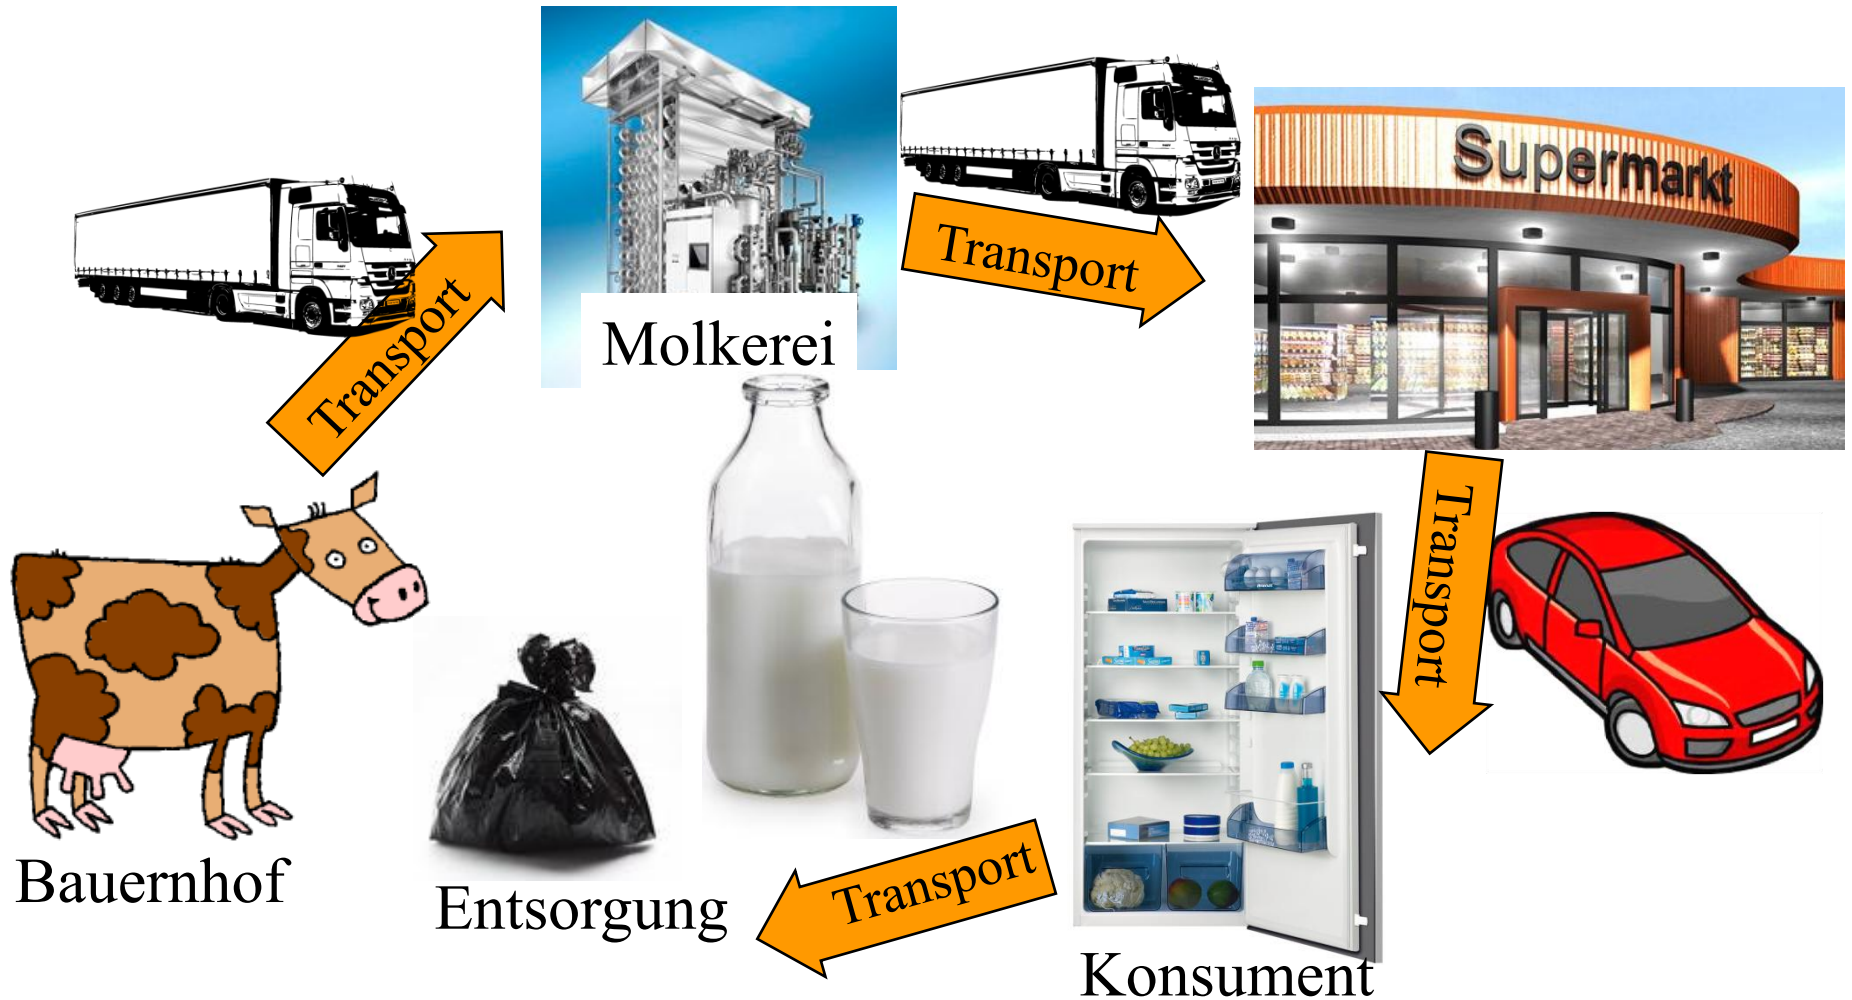 Supermarkt
Transport
Molkerei
Transport
Transport
Bauernhof
Entsorgung
Transport
Konsument